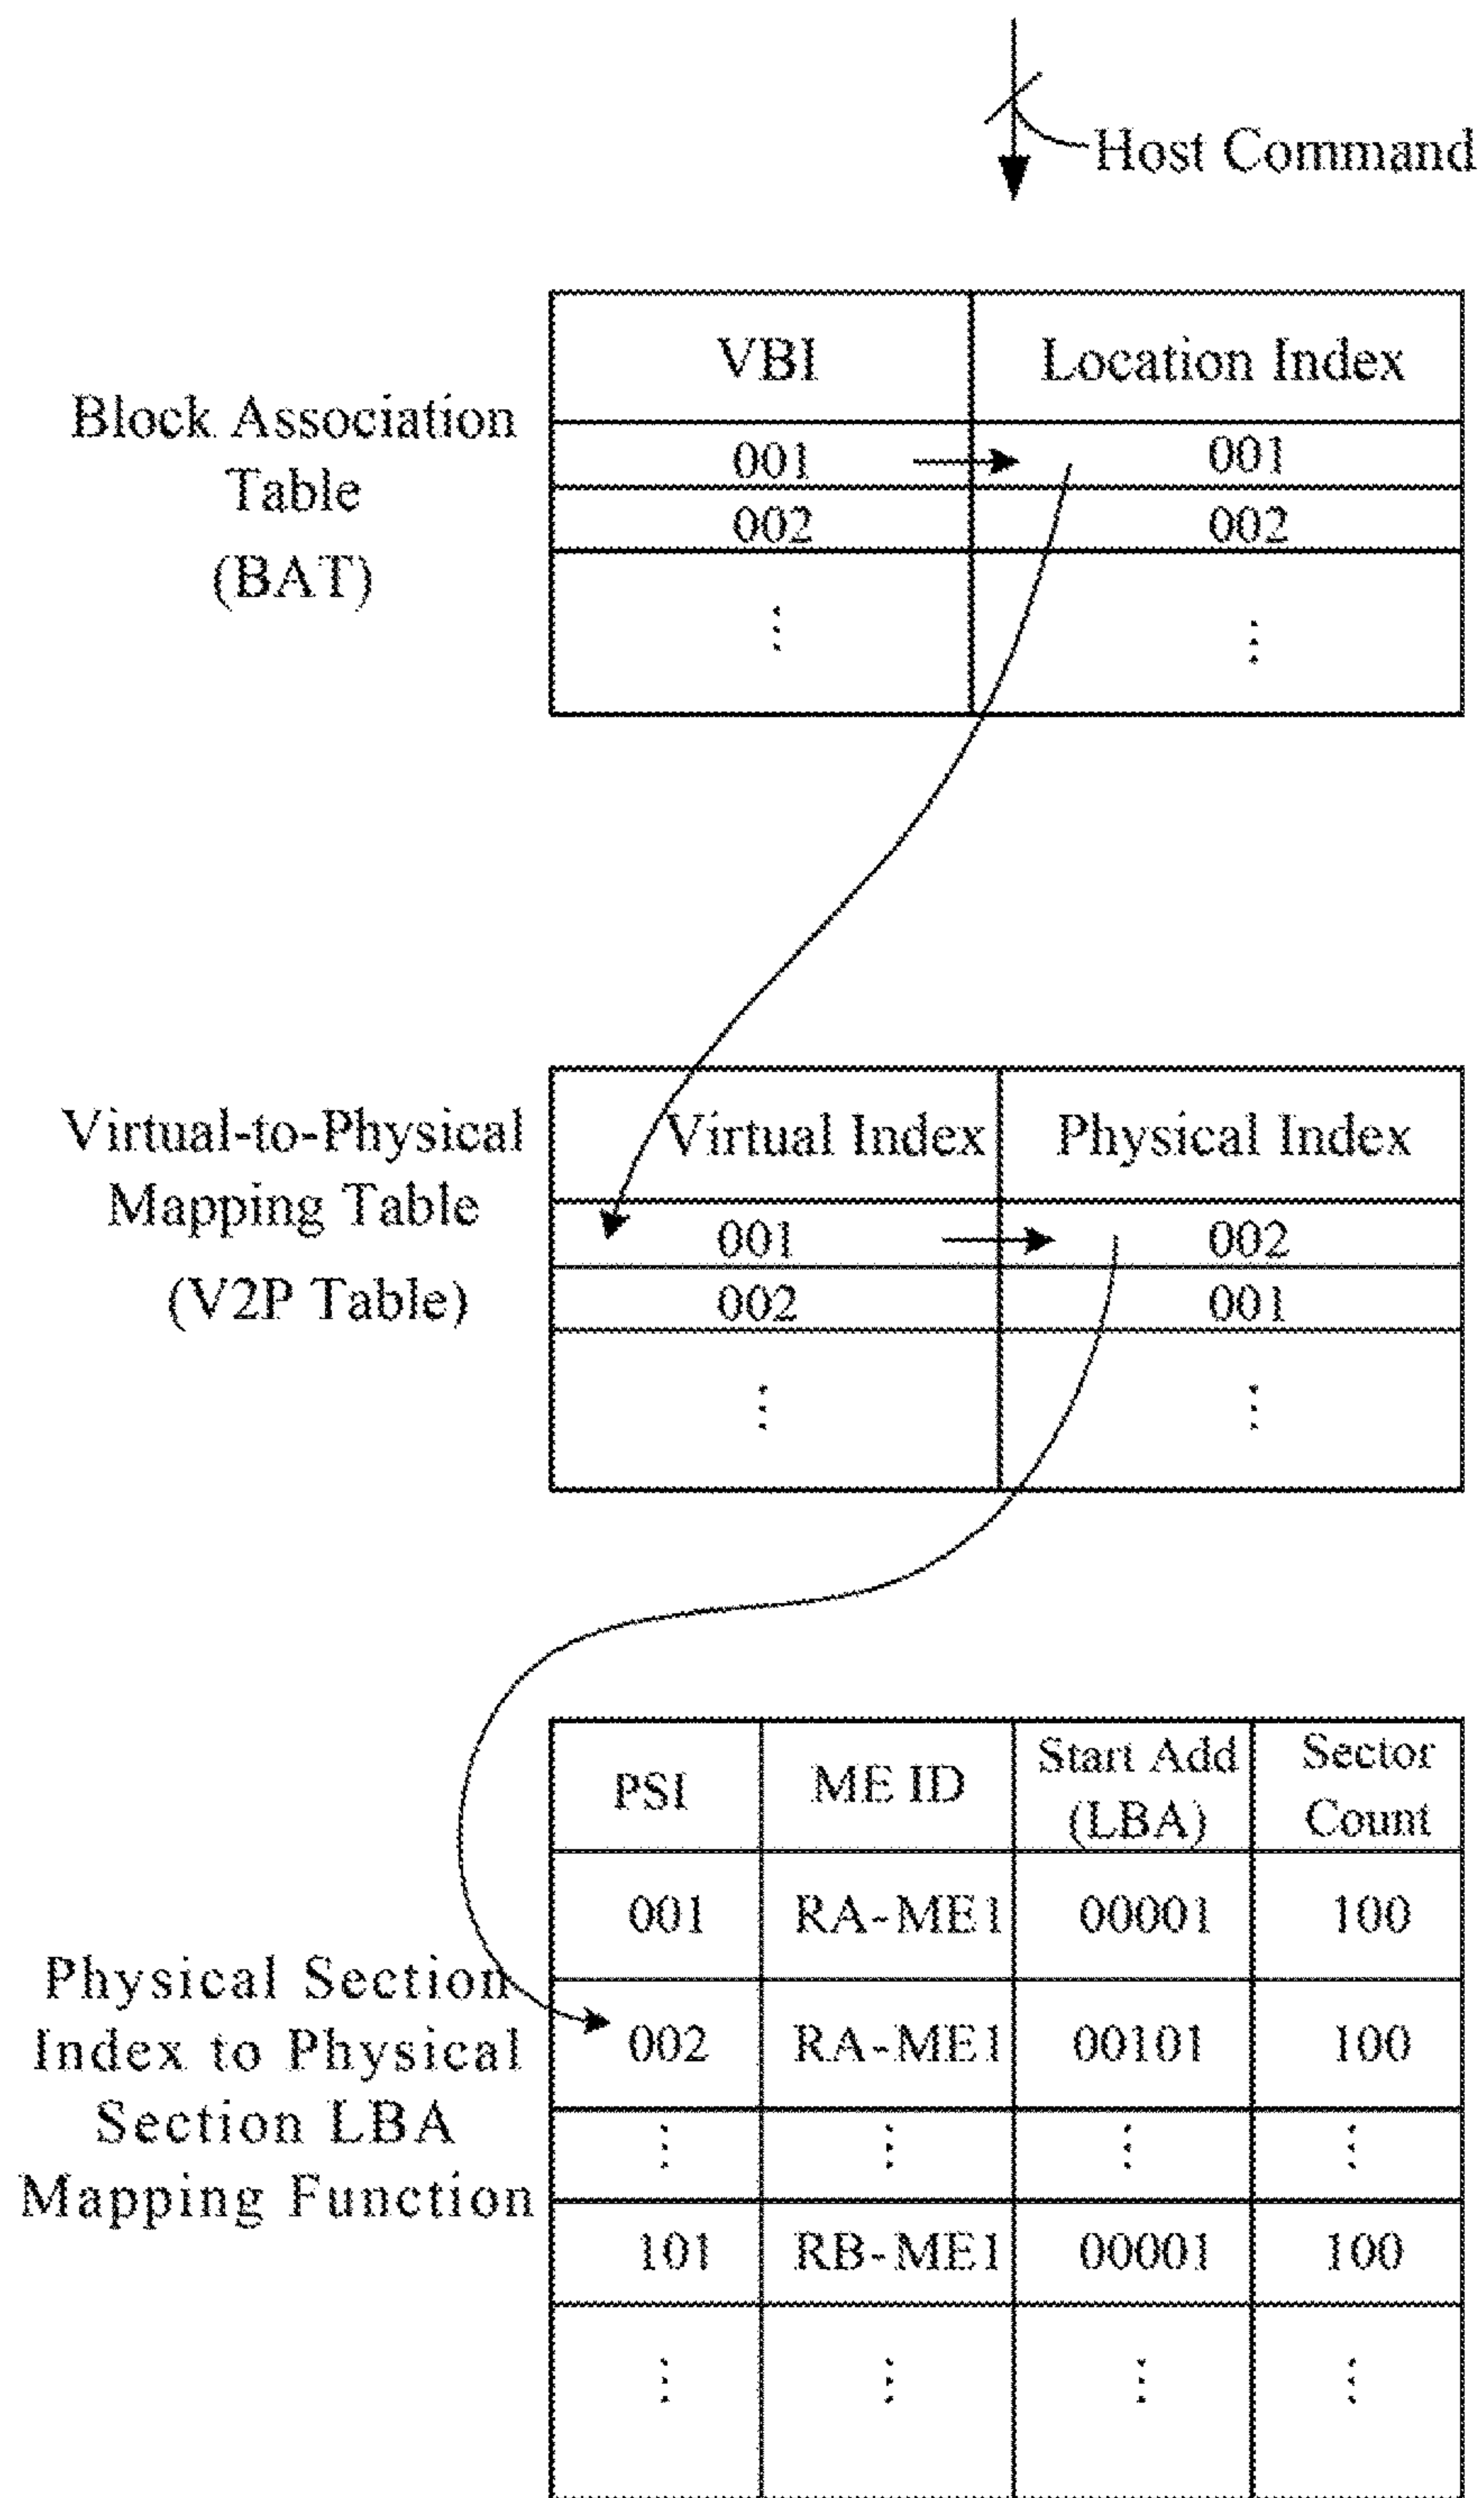 Host Command
Block Association
Table
(BAT)
VBI Location Index
001 001
002 002
⋮ ⋮
Virtual-to-Physical
Mapping Table
(V2P Table)
Virtual Index Physical Index
001 002
002 001
⋮ ⋮
Physical Section
Index to Physical
Section LBA
Mapping Function
PSI ME ID Start Add (LBA) Sector Count
001 RA-ME1 00001 100
002 RA-ME1 00101 100
⋮ ⋮ ⋮ ⋮
101 RB-ME1 00001 100
⋮ ⋮ ⋮ ⋮